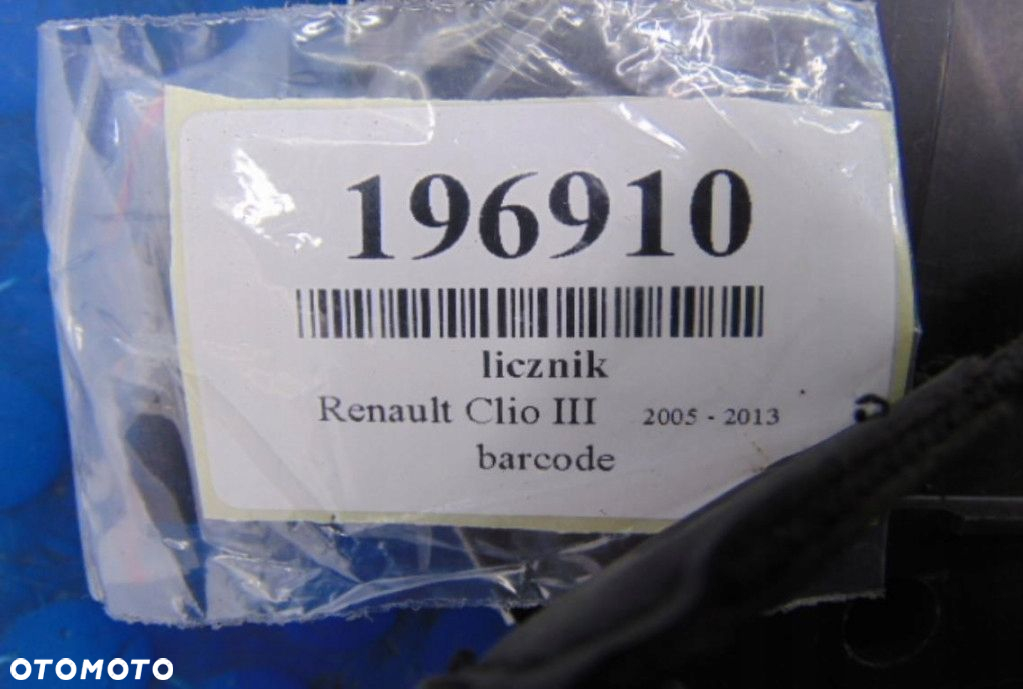 196910
licznik
Renault Clio III 2005 - 2013
barcode
OTOMOTO